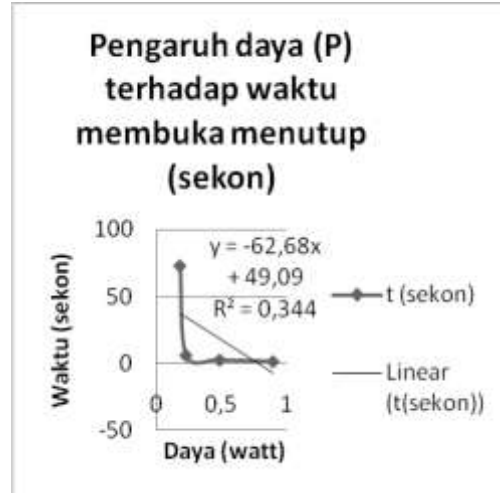 Pengaruh daya (P)
terhadap waktu
membuka menutup
(sekon)
Waktu (sekon)
100
50
0
-50
y = -62,68x
+ 49,09
R² = 0,344
0
0,5
1
Daya (watt)
t (sekon)
Linear
(t(sekon))